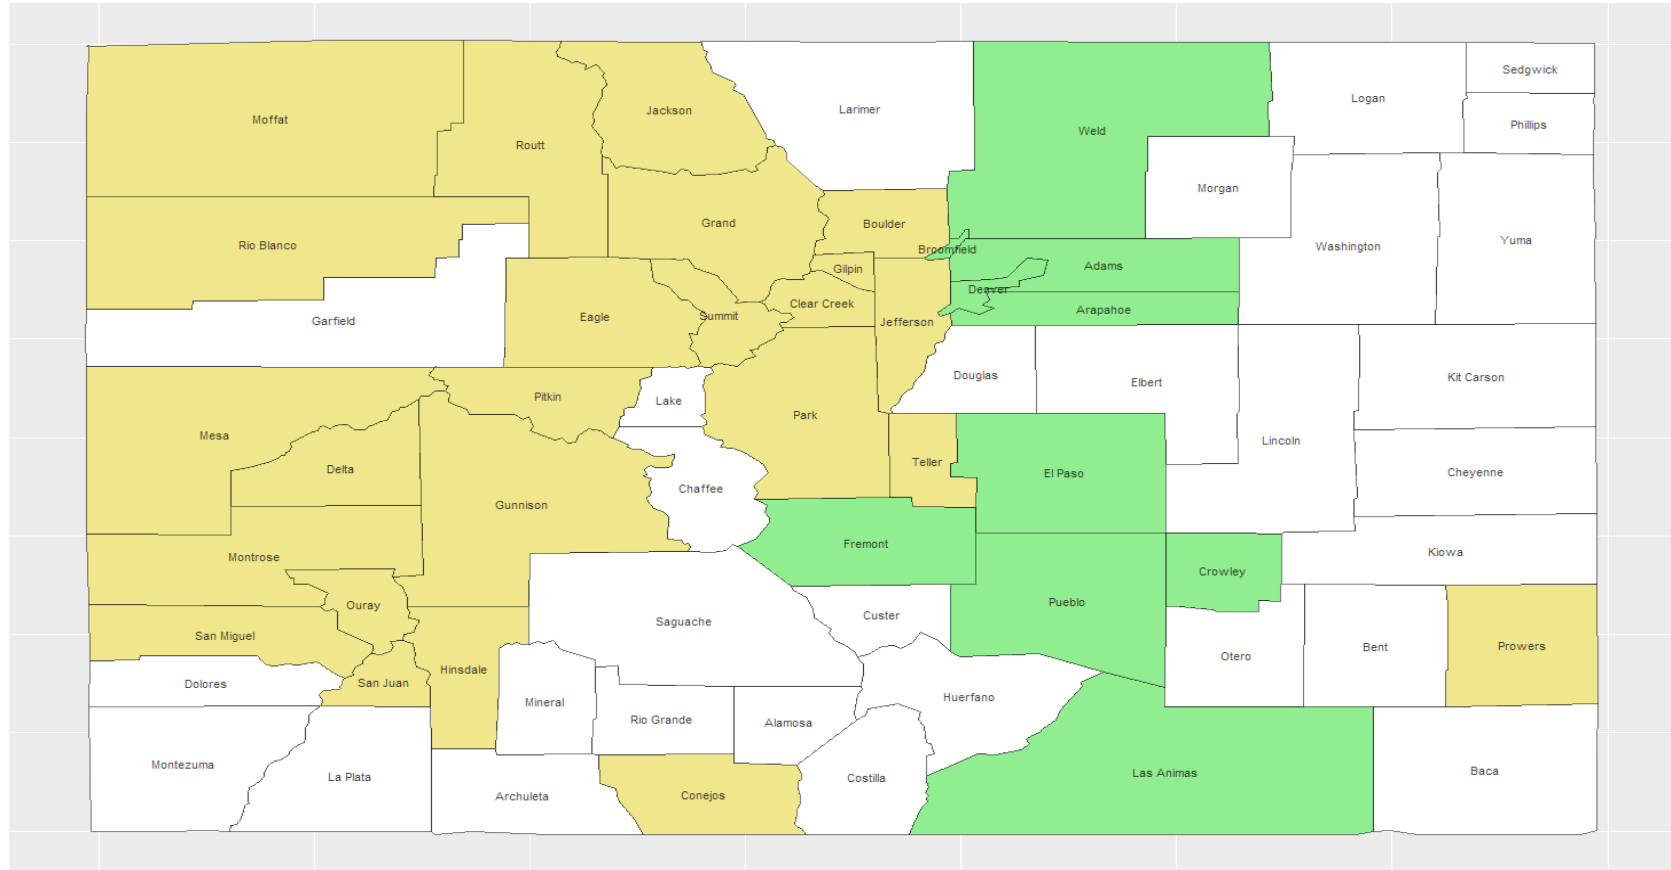 Sedgwick
Logan
Larimer
Jackson
Moffat
Phillips
Weld
Routt
Morgan
Grand
Boulder
Yuma
Rio Blanco
Washington
Broomfield
Adams
Gilpin
Denver
Clear Creek
Arapahoe
Eagle
Summit
Garfield
Jefferson
Douglas
Kit Carson
Elbert
Pitkin
Lake
Park
Mesa
Lincoln
Teller
Delta
El Paso
Cheyenne
Chaffee
Gunnison
Fremont
Kiowa
Montrose
Crowley
Pueblo
Ouray
Custer
Saguache
San Miguel
Prowers
Bent
Otero
Hinsdale
San Juan
Dolores
Huerfano
Mineral
Rio Grande
Alamosa
Montezuma
Baca
Las Animas
La Plata
Costilla
Archuleta
Conejos